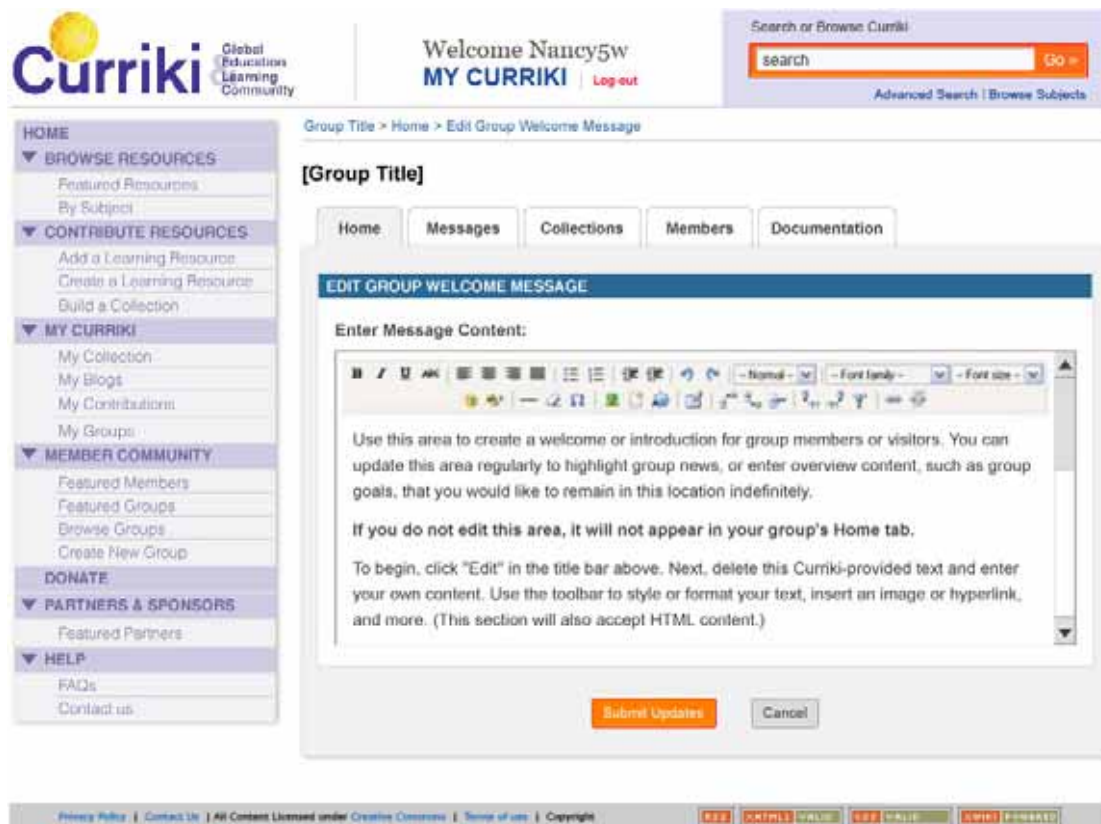 Curriki
Global
Education
& Learning
Community
Welcome Nancy5w
MY CURRIKI | Log out
Search or Browse Curriki
search
Go »
Advanced Search | Browse Subjects
HOME
BROWSE RESOURCES
Featured Resources
By Subject
CONTRIBUTE RESOURCES
Add a Learning Resource
Create a Learning Resource
Build a Collection
MY CURRIKI
My Collection
My Blogs
My Contributions
My Groups
MEMBER COMMUNITY
Featured Members
Featured Groups
Browse Groups
Create New Group
DONATE
PARTNERS & SPONSORS
Featured Partners
HELP
FAQs
Contact us
Group Title > Home > Edit Group Welcome Message
[Group Title]
Home Messages Collections Members Documentation
EDIT GROUP WELCOME MESSAGE
Enter Message Content:
B I U ABC - Normal - - Font family - - Font size -
Use this area to create a welcome or introduction for group members or visitors. You can
update this area regularly to highlight group news, or enter overview content, such as group
goals, that you would like to remain in this location indefinitely.
If you do not edit this area, it will not appear in your group's Home tab.
To begin, click "Edit" in the title bar above. Next, delete this Curriki-provided text and enter
your own content. Use the toolbar to style or format your text, insert an image or hyperlink,
and more. (This section will also accept HTML content.)
Submit Updates Cancel
Privacy Policy | Contact Us | All Content Licensed under Creative Commons | Terms of use | Copyright
RSS XHTML1 VALID CSS VALID XWIKI POWERED